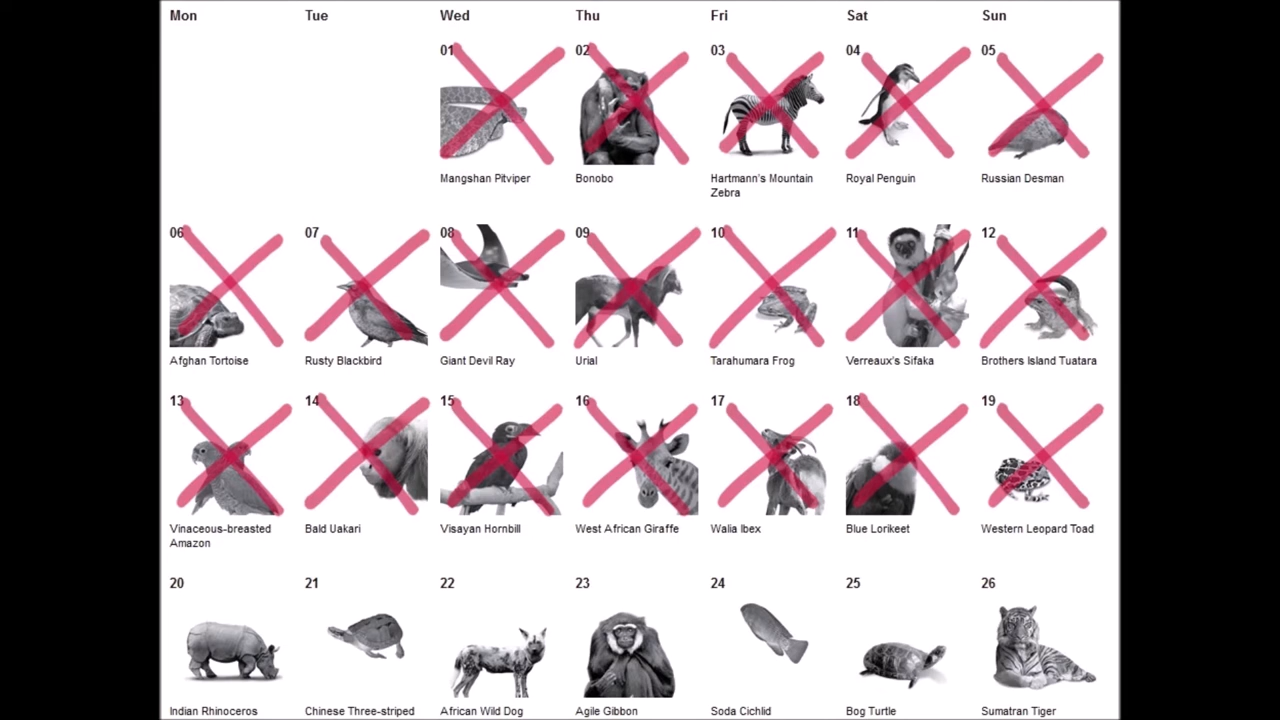 Mon Tue Wed Thu Fri Sat Sun
01 02 03 04 05
Mangshan Pitviper Bonobo Hartmann's Mountain Royal Penguin Russian Desman
Zebra
06 07 08 09 10 11 12
Afghan Tortoise Rusty Blackbird Giant Devil Ray Urial Tarahumara Frog Verreaux's Sifaka Brothers Island Tuatara
13 14 15 16 17 18 19
Vinaceous-breasted Bald Uakari Visayan Hornbill West African Giraffe Walia Ibex Blue Lorikeet Western Leopard Toad
Amazon
20 21 22 23 24 25 26
Indian Rhinoceros Chinese Three-striped African Wild Dog Agile Gibbon Soda Cichlid Bog Turtle Sumatran Tiger